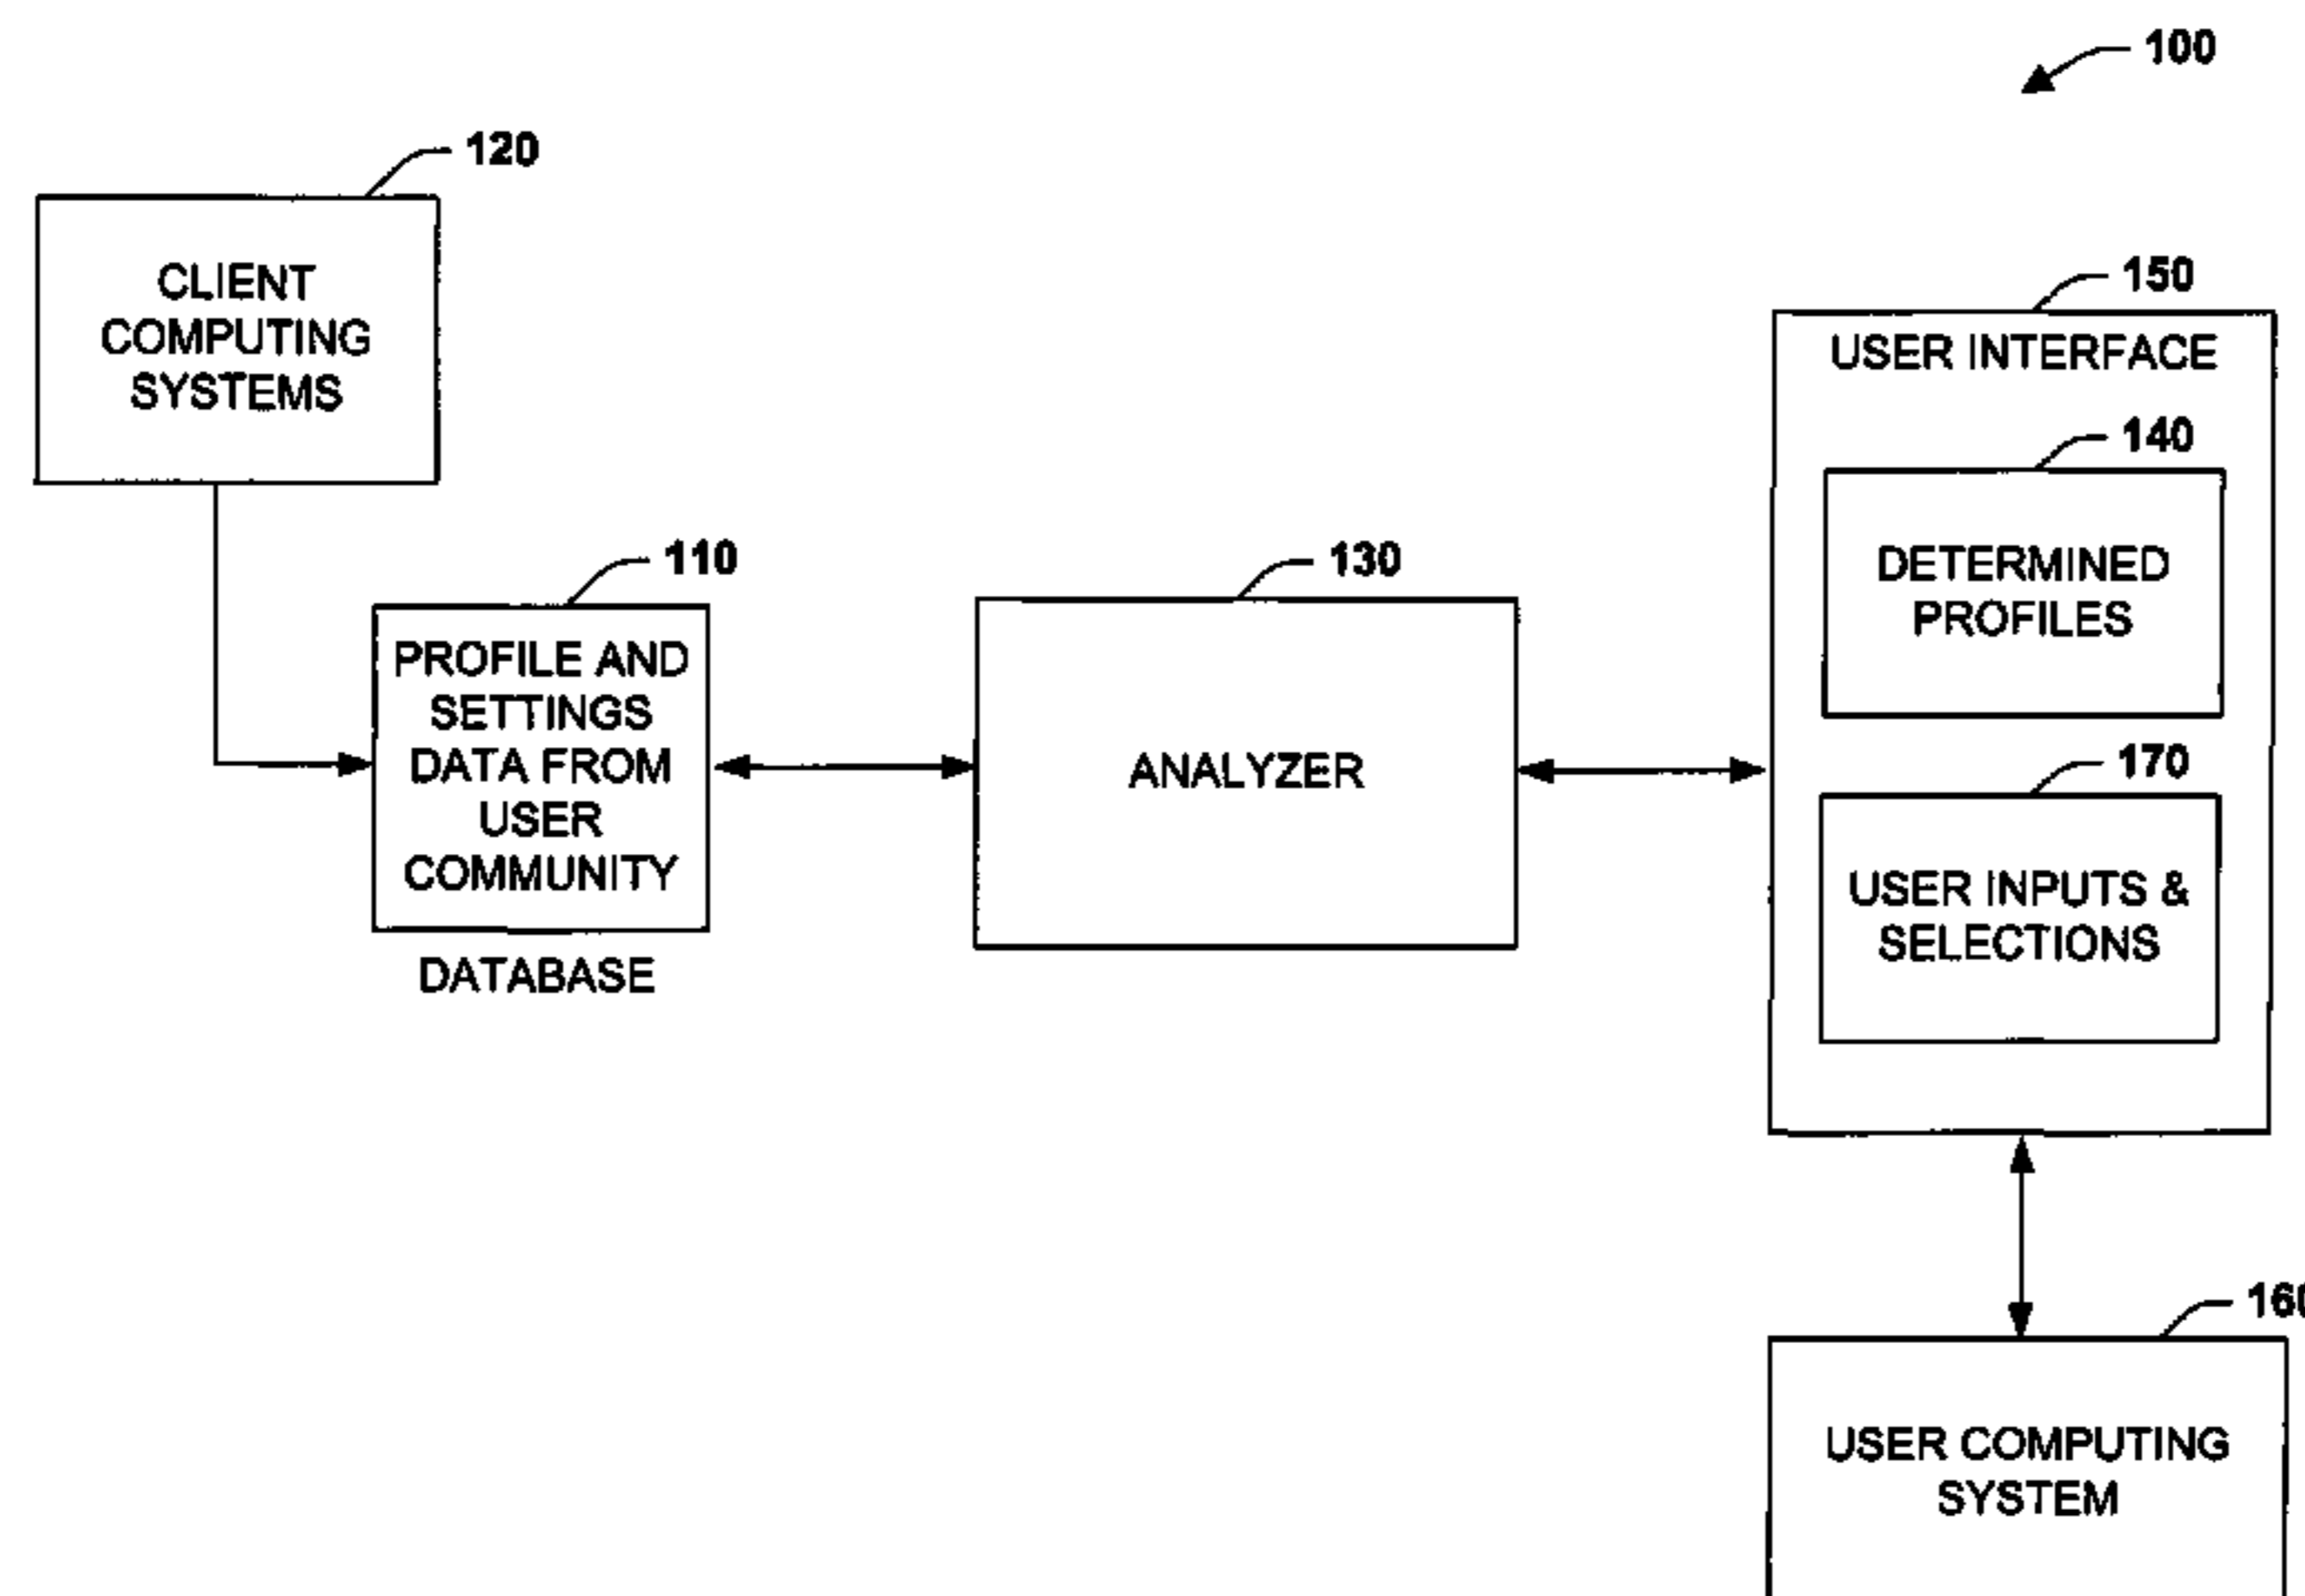 100
120
CLIENT
COMPUTING
SYSTEMS
150
USER INTERFACE
140
DETERMINED
PROFILES
110
PROFILE AND
SETTINGS
DATA FROM
USER
COMMUNITY
DATABASE
130
ANALYZER
170
USER INPUTS &
SELECTIONS
160
USER COMPUTING
SYSTEM